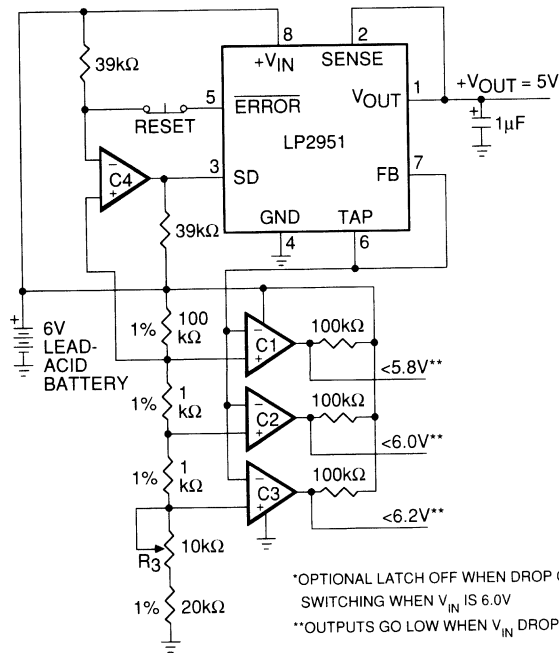 8
2
39kΩ
+VIN
SENSE
5
ERROR
VOUT
1
+VOUT = 5V
RESET
+
1µF
LP2951
−
C4
+
3
SD
FB
7
39kΩ
GND
TAP
4
6
+
6V
LEAD-
ACID
BATTERY
1%
100
kΩ
−
C1
+
100kΩ
<5.8V**
1%
1
kΩ
−
C2
+
100kΩ
<6.0V**
1%
1
kΩ
−
C3
+
100kΩ
<6.2V**
R3
10kΩ
1%
20kΩ
*OPTIONAL LATCH OFF WHEN DROP
SWITCHING WHEN VIN IS 6.0V
**OUTPUTS GO LOW WHEN VIN DROP